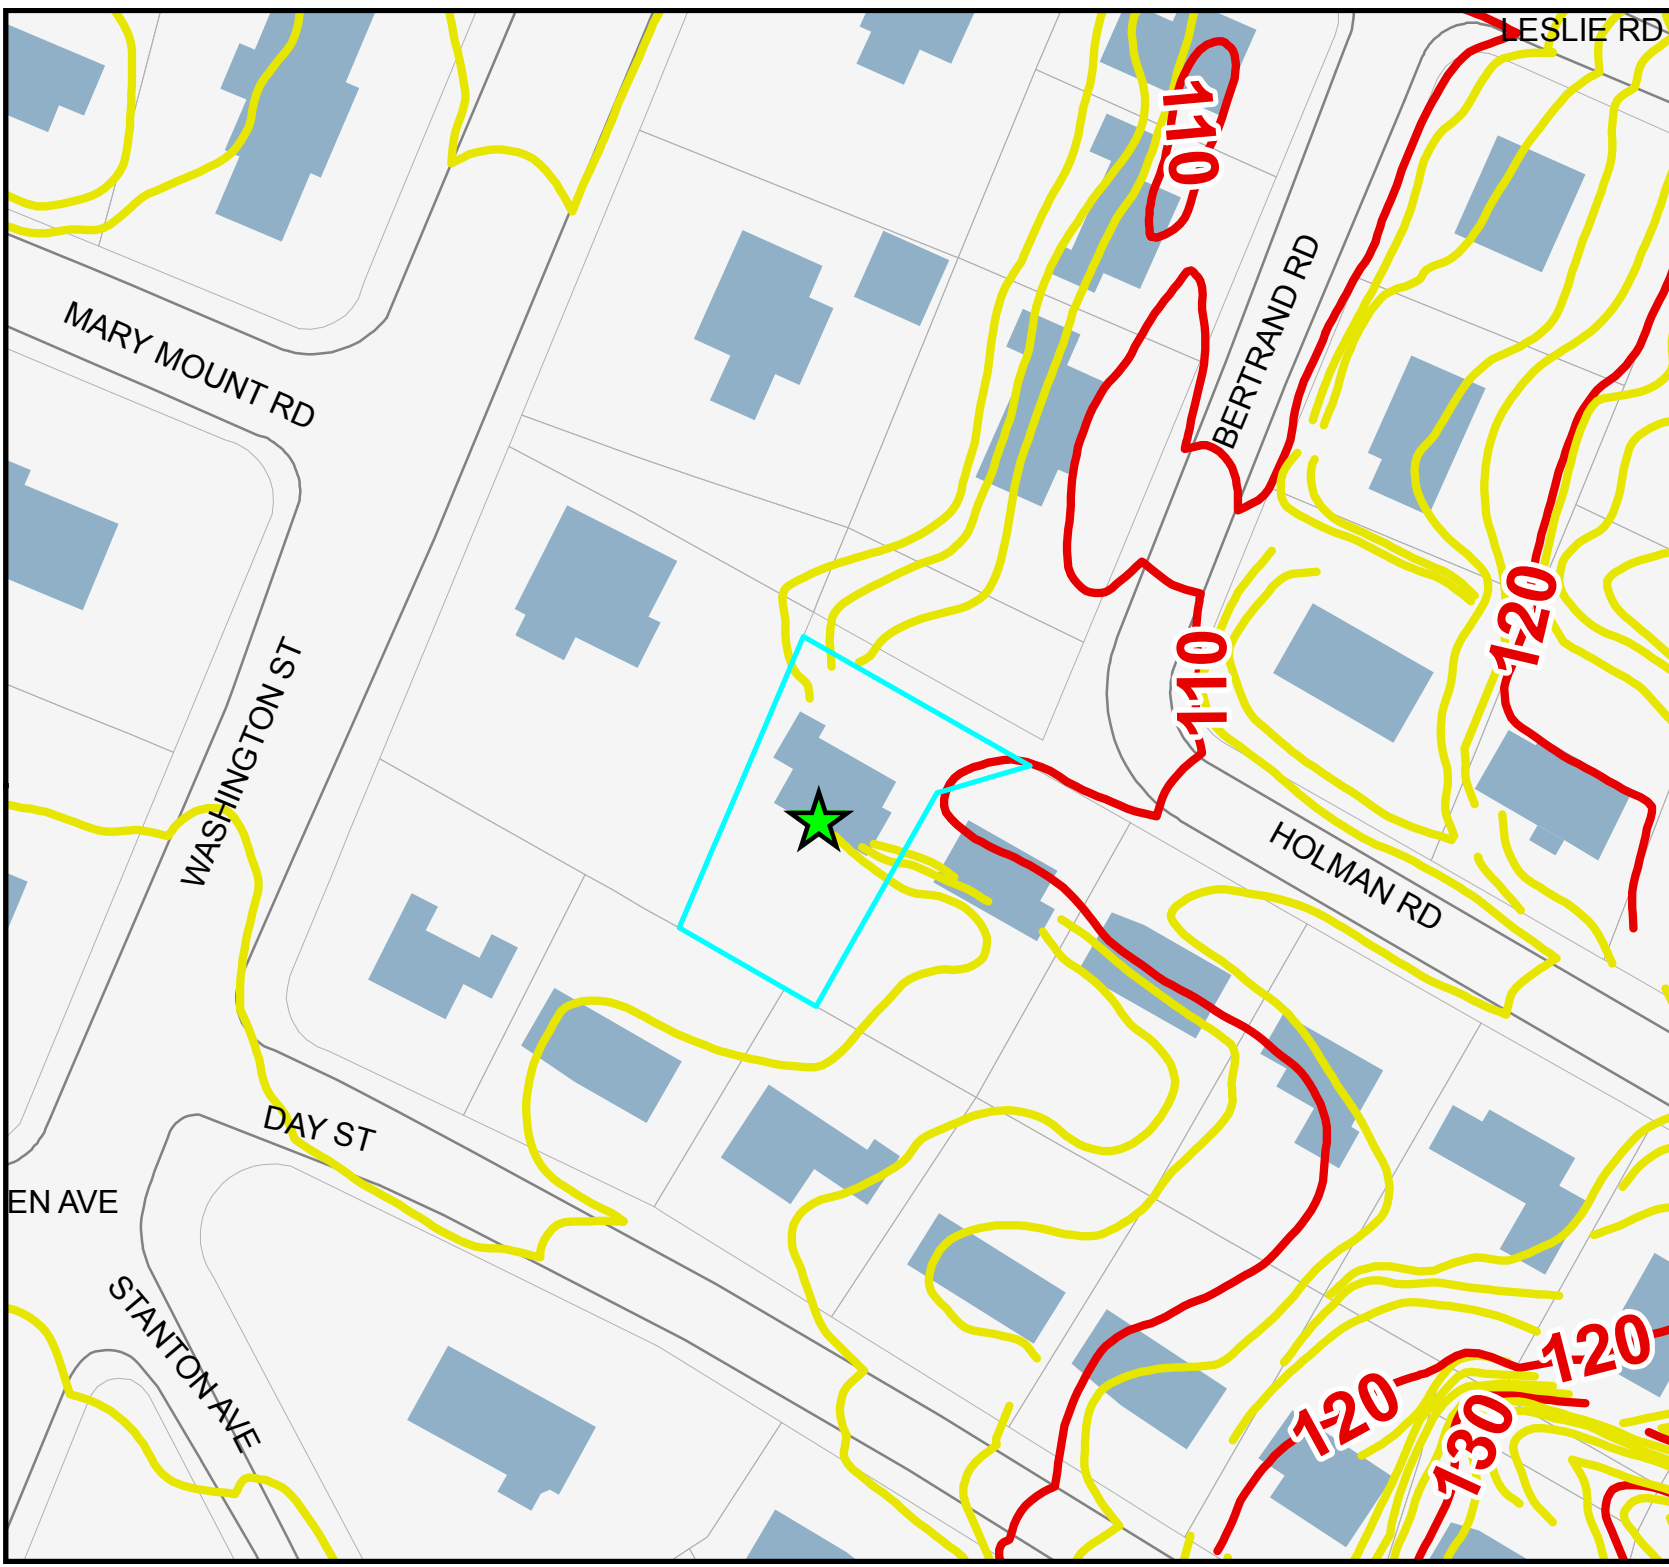 LESLIE RD
110
BERTRAND RD
MARY MOUNT RD
120
110
WASHINGTON ST
HOLMAN RD
DAY ST
EN AVE
STANTON AVE
120
120
130